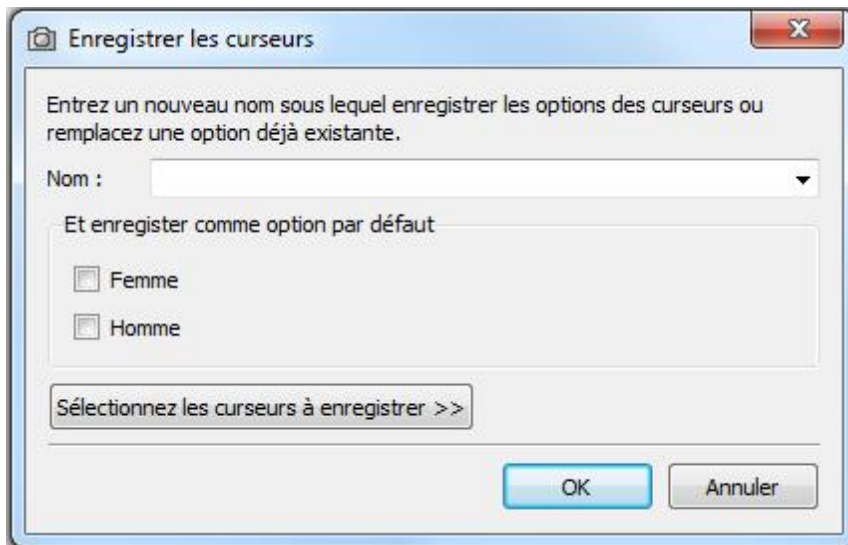 Enregistrer les curseurs
Entrez un nouveau nom sous lequel enregistrer les options des curseurs ou
remplacez une option déjà existante.
Nom :
Et enregister comme option par défaut
Femme
Homme
Sélectionnez les curseurs à enregistrer >>
OK
Annuler